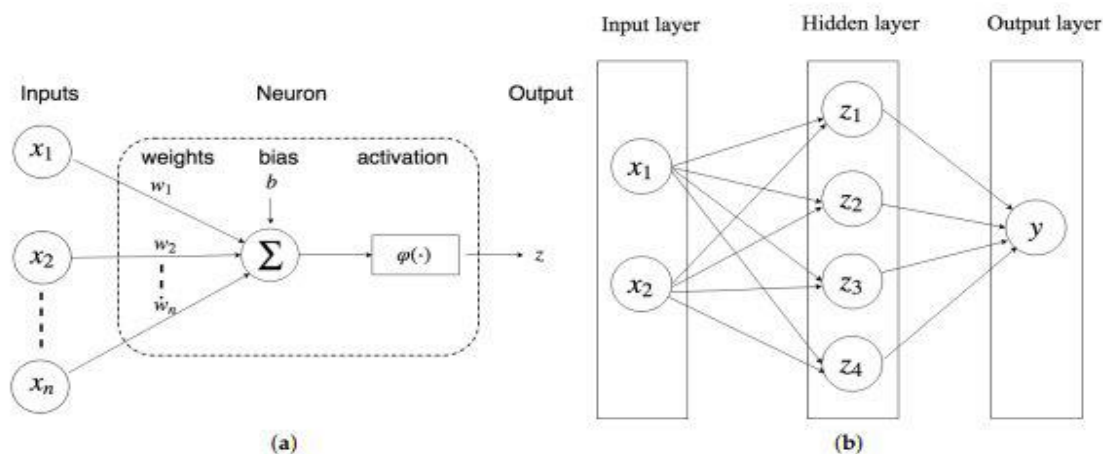 Inputs
Neuron
Output
x1
x2
xn
weights
bias
activation
w1
b
w2
wn
Σ
φ(·)
z
(a)
Input layer
Hidden layer
Output layer
x1
x2
z1
z2
z3
z4
y
(b)